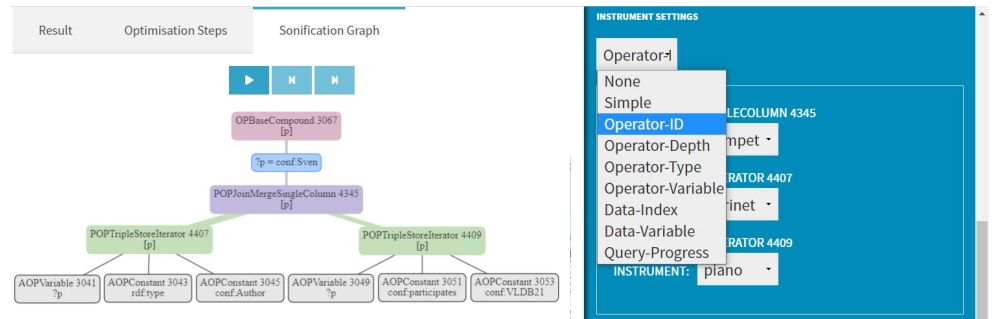 Result
Optimisation Steps
Sonification Graph
OPBaseCompound 3067
[p]
?p = conf:Sven
POPJoinMergeSingleColumn 4345
[p]
POPTripleStoreIterator 4407
[p]
POPTripleStoreIterator 4409
[p]
AOPVariable 3041
?p
AOPConstant 3043
rdf:type
AOPConstant 3045
conf:Author
AOPVariable 3049
?p
AOPConstant 3051
conf:participates
AOPConstant 3053
conf:VLDB21
INSTRUMENT SETTINGS
Operator-I
None
Simple
Operator-ID
Operator-Depth
Operator-Type
Operator-Variable
Data-Index
Data-Variable
Query-Progress
LECOLUMN 4345
mpet
RATOR 4407
rinet
RATOR 4409
INSTRUMENT: piano